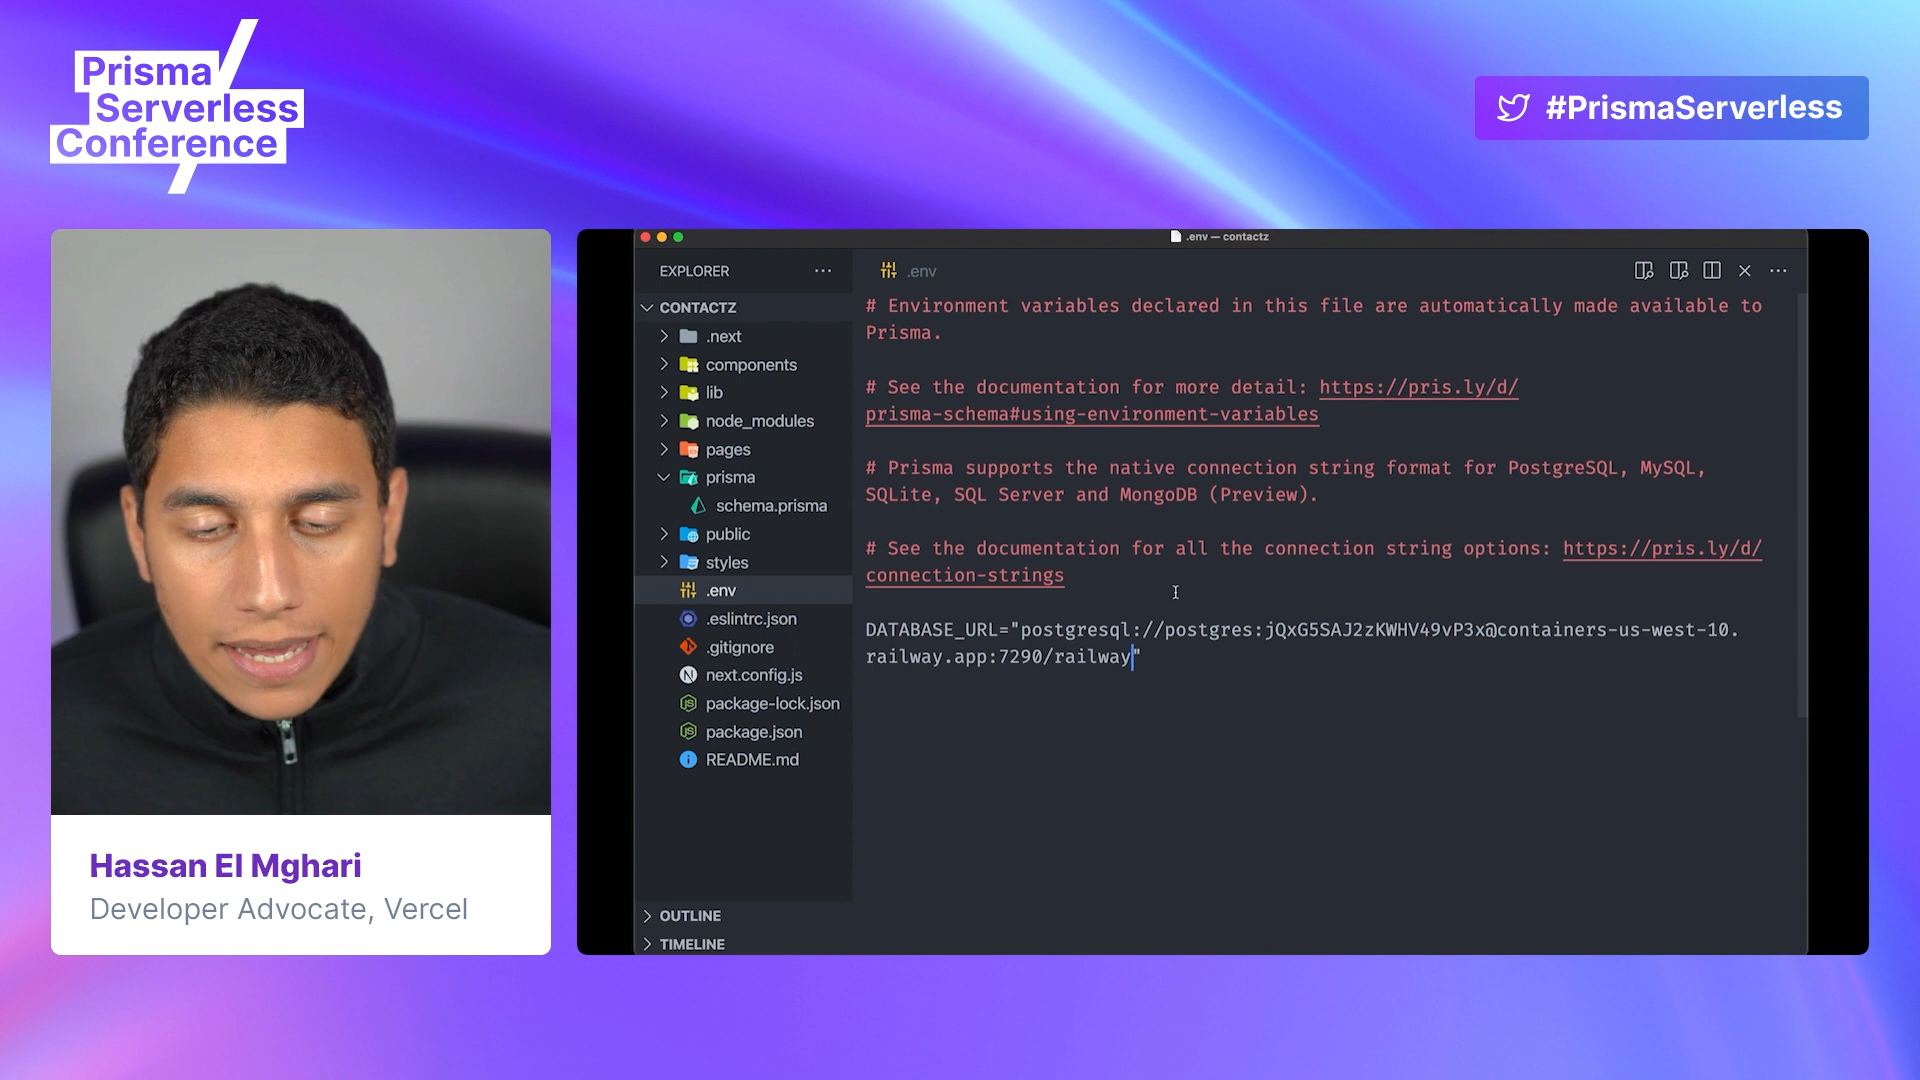 Prisma
Serverless
Conference
#PrismaServerless
.env — contactz
EXPLORER
.env
CONTACTZ
.next
components
lib
node_modules
pages
prisma
schema.prisma
public
styles
.env
.eslintrc.json
.gitignore
next.config.js
package-lock.json
package.json
README.md
OUTLINE
TIMELINE
# Environment variables declared in this file are automatically made available to
Prisma.
# See the documentation for more detail: https://pris.ly/d/
prisma-schema#using-environment-variables
# Prisma supports the native connection string format for PostgreSQL, MySQL,
SQLite, SQL Server and MongoDB (Preview).
# See the documentation for all the connection string options: https://pris.ly/d/
connection-strings
DATABASE_URL="postgresql://postgres:jQxG5SAJ2zKWHV49vP3x@containers-us-west-10.
railway.app:7290/railway"
Hassan El Mghari
Developer Advocate, Vercel